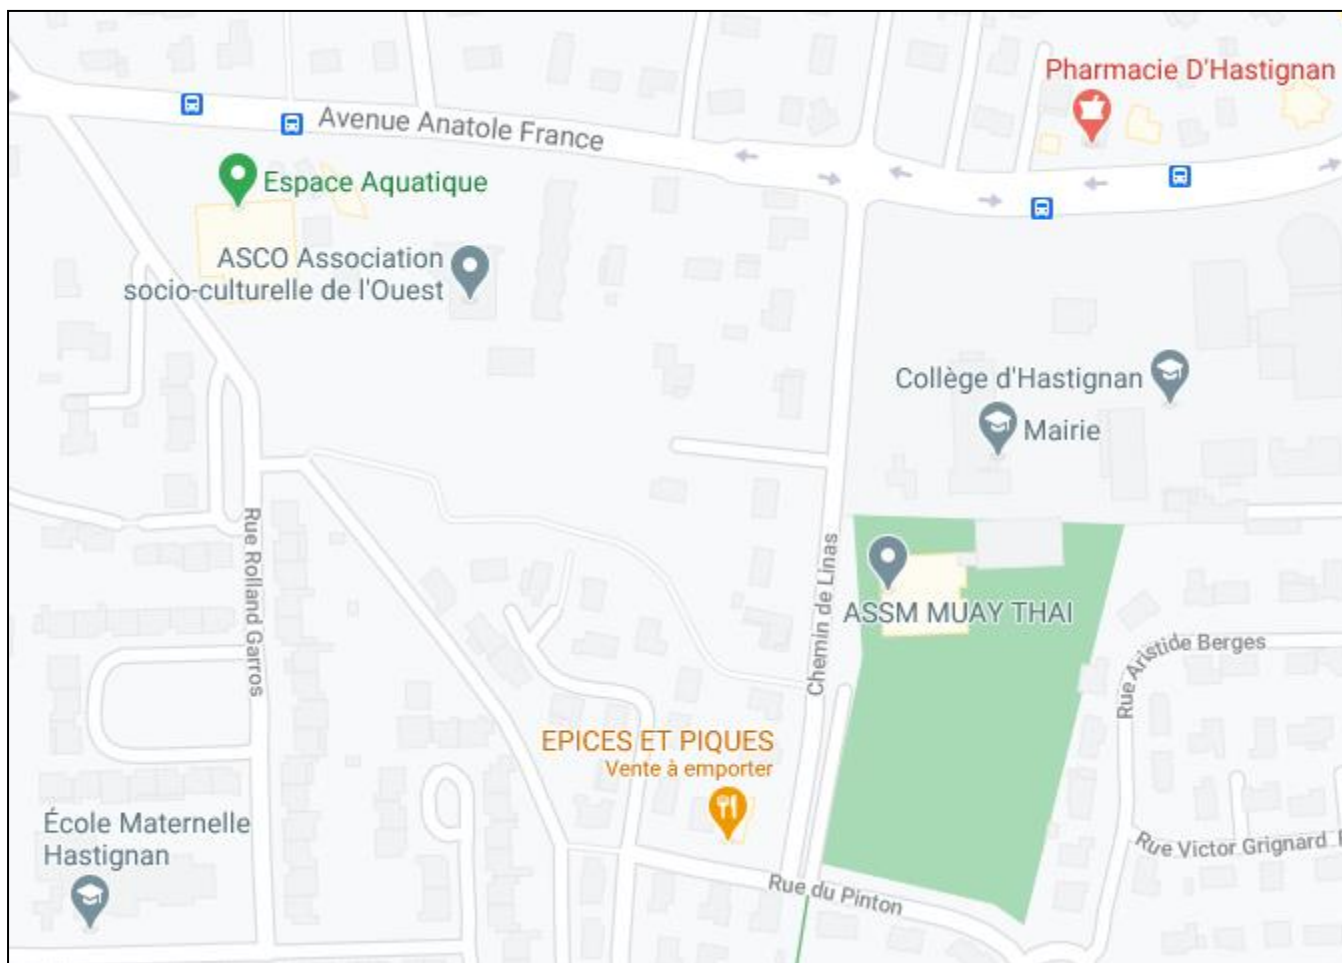 Pharmacie D'Hastignan
Avenue Anatole France
Espace Aquatique
ASCO Association
socio-culturelle de l'Ouest
Collège d'Hastignan
Mairie
Rue Rolland Garros
Chemin de Linas
ASSM MUAY THAI
Rue Aristide Berges
EPICES ET PIQUES
Vente à emporter
École Maternelle
Hastignan
Rue Victor Grignard
Rue du Pinton